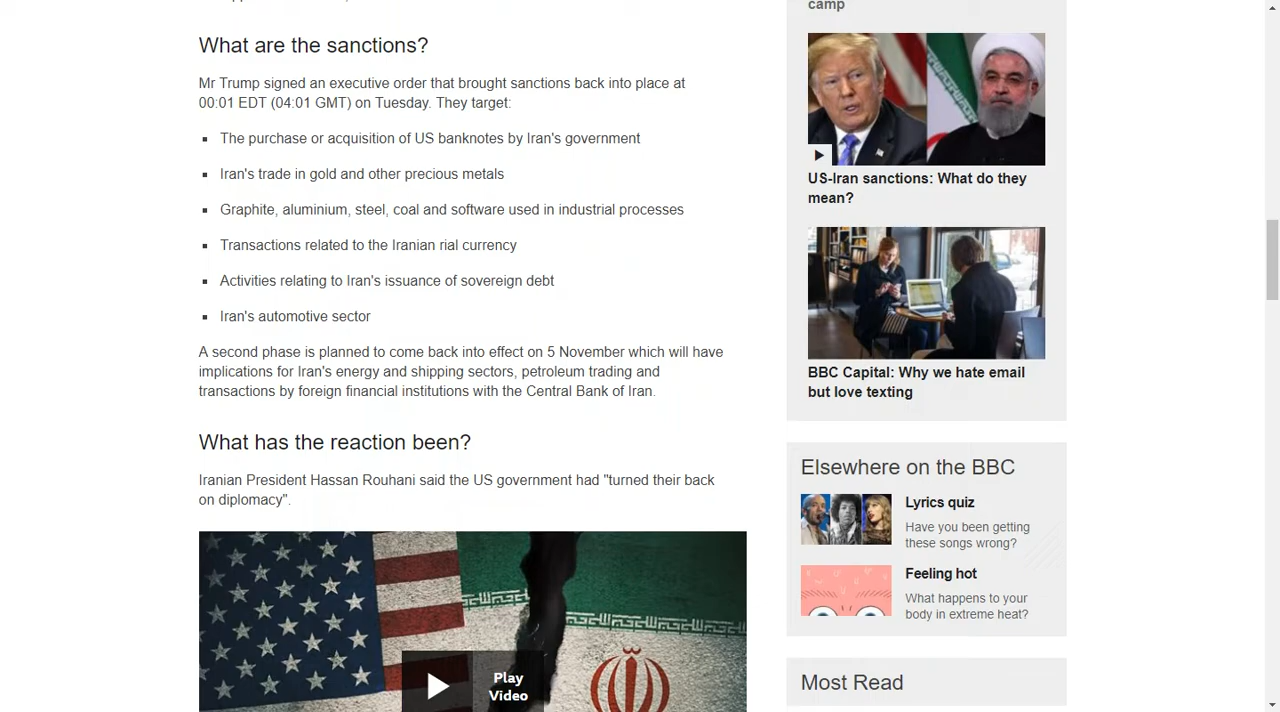 What are the sanctions?
Mr Trump signed an executive order that brought sanctions back into place at
00:01 EDT (04:01 GMT) on Tuesday. They target:
The purchase or acquisition of US banknotes by Iran's government
Iran's trade in gold and other precious metals
Graphite, aluminium, steel, coal and software used in industrial processes
Transactions related to the Iranian rial currency
Activities relating to Iran's issuance of sovereign debt
Iran's automotive sector
A second phase is planned to come back into effect on 5 November which will have
implications for Iran's energy and shipping sectors, petroleum trading and
transactions by foreign financial institutions with the Central Bank of Iran.
What has the reaction been?
Iranian President Hassan Rouhani said the US government had "turned their back
on diplomacy".
Play
Video
camp
US-Iran sanctions: What do they
mean?
BBC Capital: Why we hate email
but love texting
Elsewhere on the BBC
Lyrics quiz
Have you been getting
these songs wrong?
Feeling hot
What happens to your
body in extreme heat?
Most Read